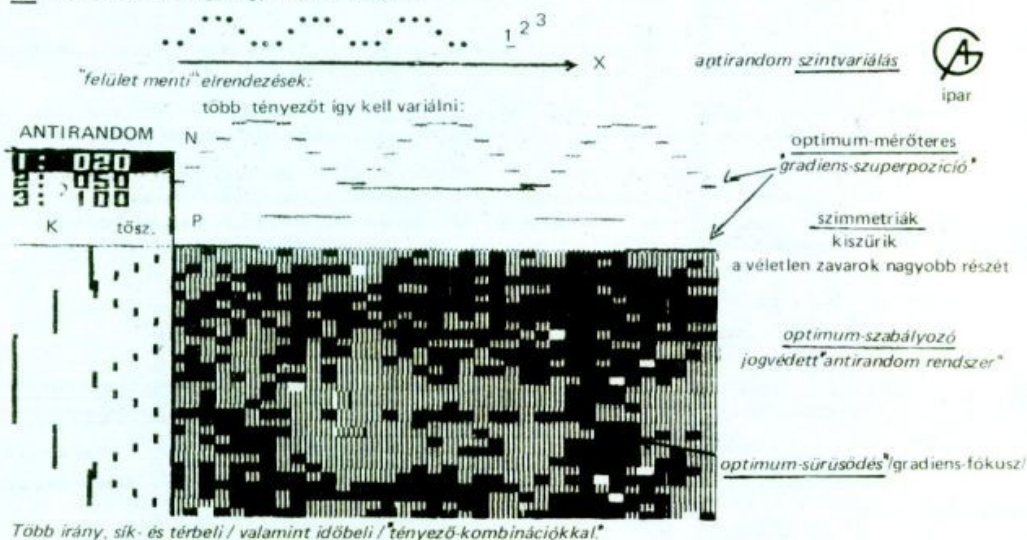 1 2 3
X
antirandom szintvariálás
AG
ipar
"felület menti" elrendezések:
több tényezőt így kell variálni:
ANTIRANDOM
N
1: 020
2: 050
3: 100
K tősz.
P
optimum-mérőteres
"gradiens-szuperpozíció"
szimmetriák
kiszűrik
a véletlen zavarok nagyobb részét
optimum-szabályozó
jogvédett "antirandom rendszer"
optimum-sűrűsödés" /gradiens-fókusz/
Több irány, sík- és térbeli / valamint időbeli / "tényező-kombinációkkal."